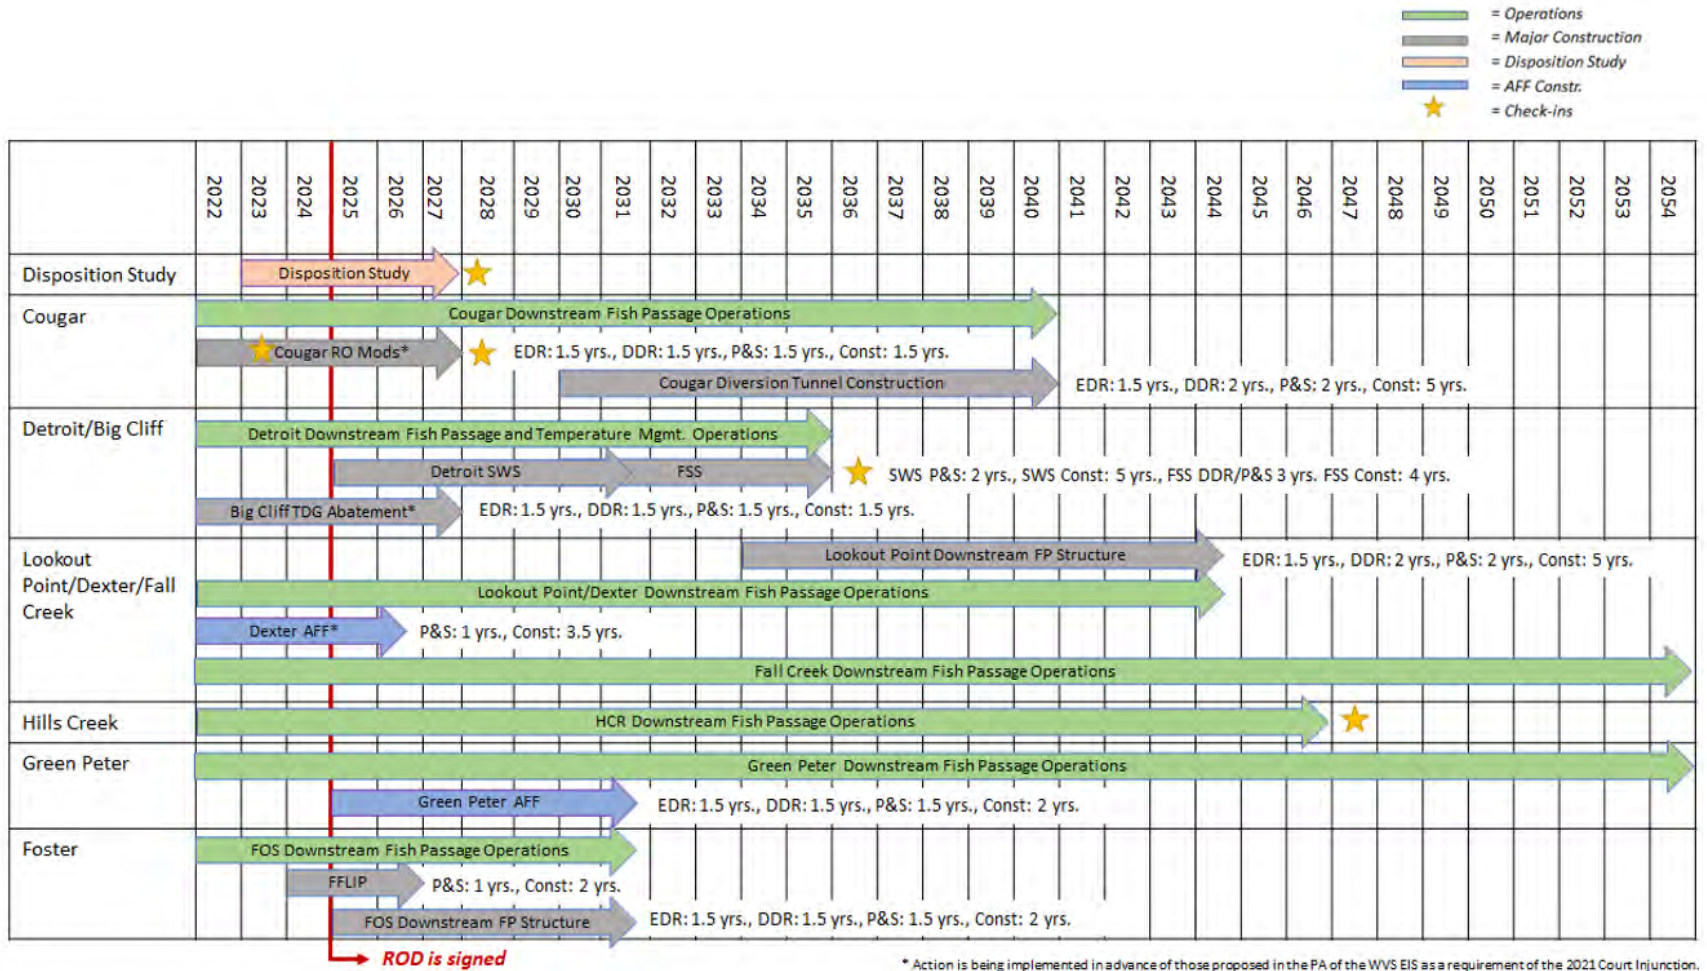 = Operations
= Major Construction
= Disposition Study
= AFF Constr.
= Check-ins
2022 2023 2024 2025 2026 2027 2028 2029 2030 2031 2032 2033 2034 2035 2036 2037 2038 2039 2040 2041 2042 2043 2044 2045 2046 2047 2048 2049 2050 2051 2052 2053 2054
Disposition Study
Disposition Study
Cougar
Cougar Downstream Fish Passage Operations
Cougar RO Mods*
EDR: 1.5 yrs., DDR: 1.5 yrs., P&S: 1.5 yrs., Const: 1.5 yrs.
Cougar Diversion Tunnel Construction
EDR: 1.5 yrs., DDR: 2 yrs., P&S: 2 yrs., Const: 5 yrs.
Detroit/Big Cliff
Detroit Downstream Fish Passage and Temperature Mgmt. Operations
Detroit SWS
FSS
SWS P&S: 2 yrs., SWS Const: 5 yrs., FSS DDR/P&S 3 yrs. FSS Const: 4 yrs.
Big Cliff TDG Abatement*
EDR: 1.5 yrs., DDR: 1.5 yrs., P&S: 1.5 yrs., Const: 1.5 yrs.
Lookout
Point/Dexter/Fall
Creek
Lookout Point Downstream FP Structure
EDR: 1.5 yrs., DDR: 2 yrs., P&S: 2 yrs., Const: 5 yrs.
Lookout Point/Dexter Downstream Fish Passage Operations
Dexter AFF*
P&S: 1 yrs., Const: 3.5 yrs.
Fall Creek Downstream Fish Passage Operations
Hills Creek
HCR Downstream Fish Passage Operations
Green Peter
Green Peter Downstream Fish Passage Operations
Green Peter AFF
EDR: 1.5 yrs., DDR: 1.5 yrs., P&S: 1.5 yrs., Const: 2 yrs.
Foster
FOS Downstream Fish Passage Operations
FFLIP
P&S: 1 yrs., Const: 2 yrs.
FOS Downstream FP Structure
EDR: 1.5 yrs., DDR: 1.5 yrs., P&S: 1.5 yrs., Const: 2 yrs.
ROD is signed
* Action is being implemented in advance of those proposed in the PA of the WVS EIS as a requirement of the 2021 Court Injunction.